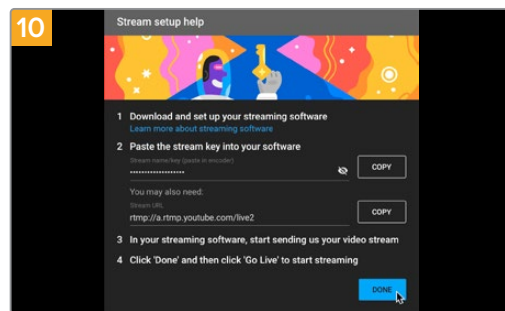 10
Stream setup help
1 Download and set up your streaming software
Learn more about streaming software
2 Paste the stream key into your software
Stream name/key (paste in encoder)
••••••••••••••••••••
COPY
You may also need:
Stream URL
rtmp://a.rtmp.youtube.com/live2
COPY
3 In your streaming software, start sending us your video stream
4 Click 'Done' and then click 'Go Live' to start streaming
DONE